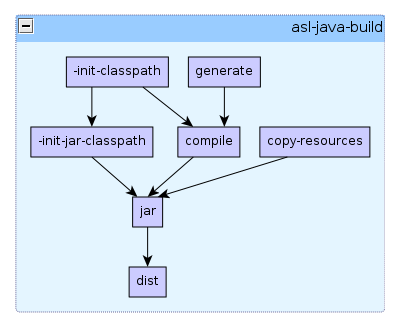 asl-java-build
-init-classpath
generate
-init-jar-classpath
compile
copy-resources
jar
dist